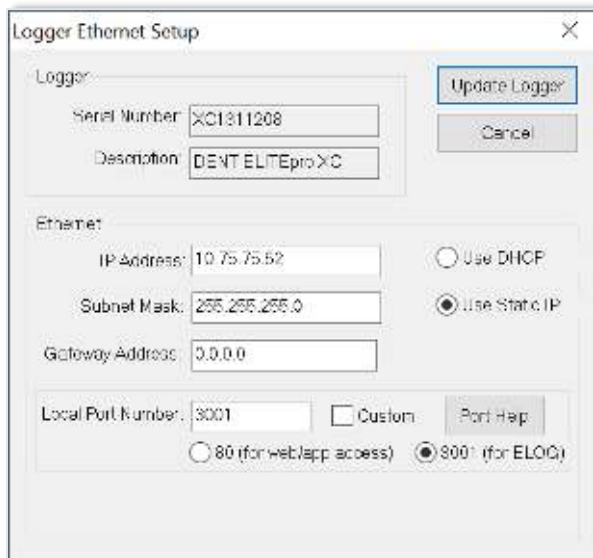 Logger Ethernet Setup
Logger
Update Logger
Serial Number: XC1311208
Cancel
Description: DENT ELITEpro XC
Ethernet
IP Address: 10.75.75.52
Use DHCP
Subnet Mask: 255.255.255.0
Use Static IP
Gateway Address: 0.0.0.0
Local Port Number: 3001
Custom
Port Help
80 (for web/app access)
3001 (for ELOG)